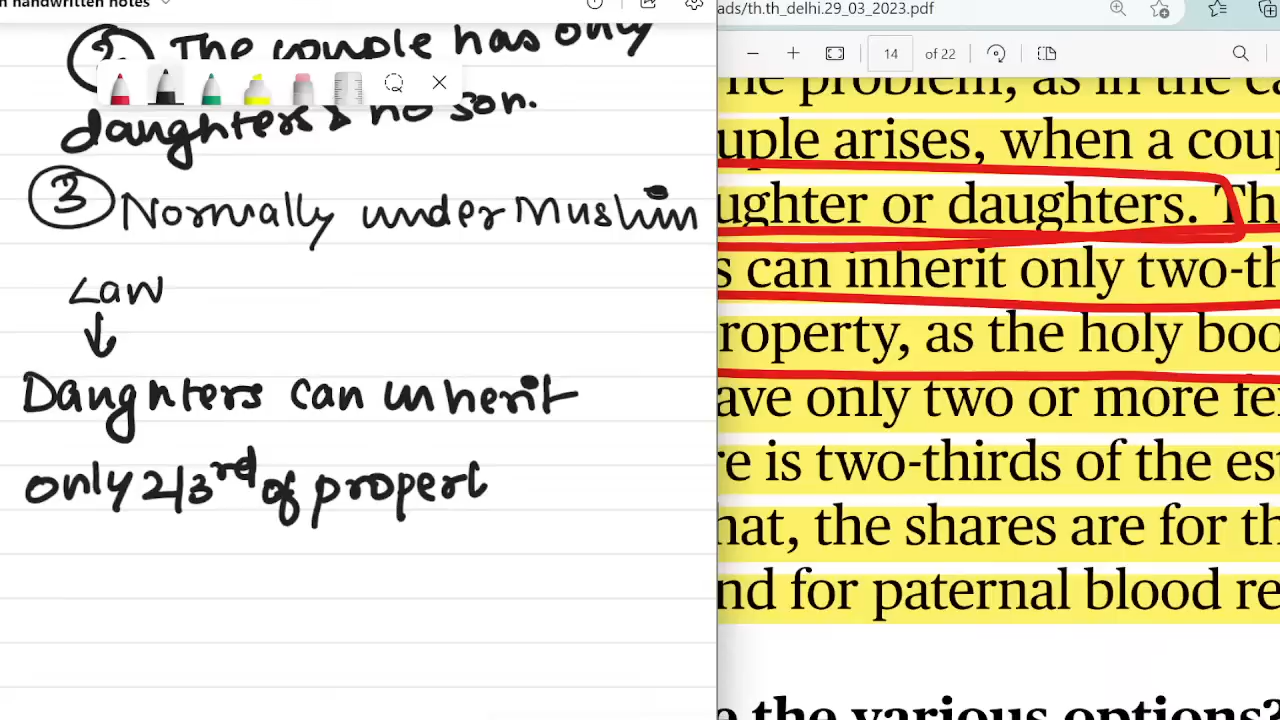 n handwritten notes
ads/th.th_delhi.29_03_2023.pdf
14 of 22
② The couple has only
daughters & no son.
③ Normally under Muslim
Law
↓
Daughters can inherit
only 2/3rd of propert
he problem, as in the ca
uple arises, when a coup
ughter or daughters. Th
s can inherit only two-th
roperty, as the holy boo
ave only two or more fe
re is two-thirds of the est
hat, the shares are for th
nd for paternal blood re
e the various options?